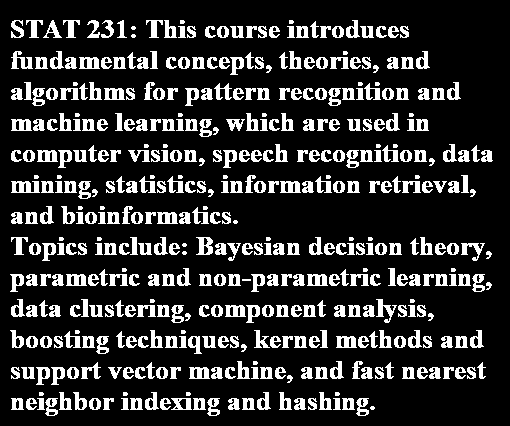 STAT 231: This course introduces
fundamental concepts, theories, and
algorithms for pattern recognition and
machine learning, which are used in
computer vision, speech recognition, data
mining, statistics, information retrieval,
and bioinformatics.
Topics include: Bayesian decision theory,
parametric and non-parametric learning,
data clustering, component analysis,
boosting techniques, kernel methods and
support vector machine, and fast nearest
neighbor indexing and hashing.